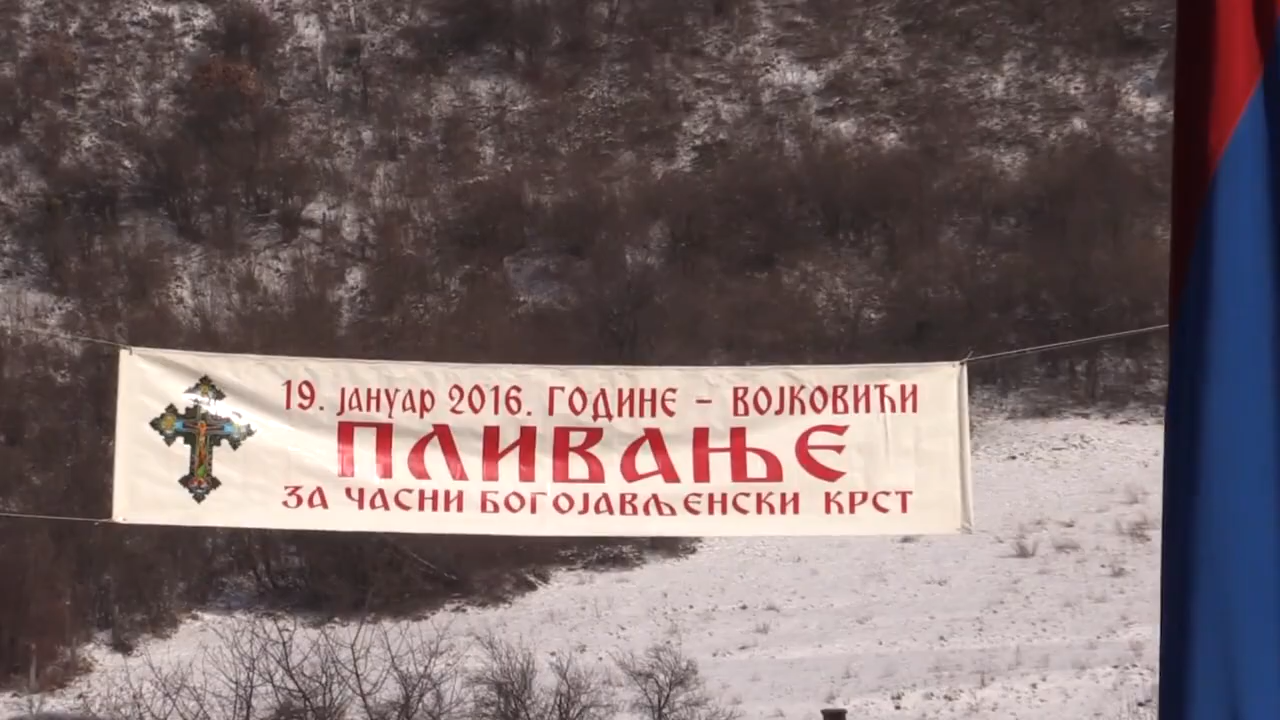 19. јануар 2016. ГОДИНЕ - ВОЈКОВИЋИ
ПЛИВАЊЕ
ЗА ЧАСНИ БОГОЈАВЉЕНСКИ КРСТ